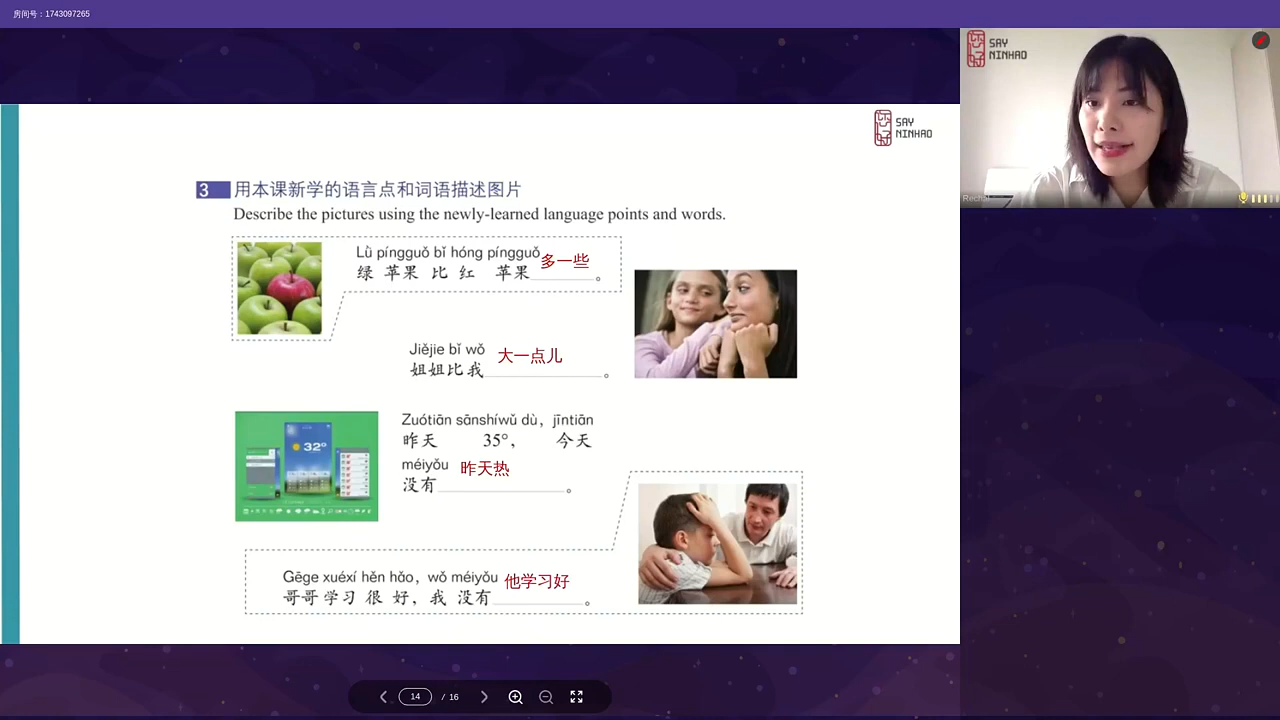 房间号：1743097265
SAY
NINHAO
SAY
NINHAO
3 用本课新学的语言点和词语描述图片
Describe the pictures using the newly-learned language points and words.
Lǜ píngguǒ bǐ hóng píngguǒ
绿 苹果 比 红 苹果 多一些 。
Jiějie bǐ wǒ
姐姐比我 大一点儿 。
Zuótiān sānshíwǔ dù, jīntiān
昨天 35°, 今天
méiyǒu
没有 昨天热 。
32°
Gēge xuéxí hěn hǎo, wǒ méiyǒu
哥哥学习 很 好，我 没有 他学习好 。
14 / 16